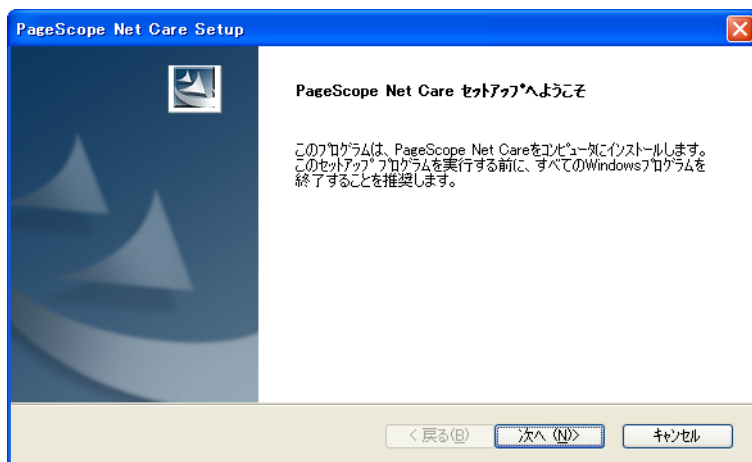 PageScope Net Care Setup
PageScope Net Care ｾｯﾄｱｯﾌﾟへようこそ
このﾌﾟﾛｸﾞﾗﾑは、PageScope Net Careをｺﾝﾋﾟｭｰﾀにｲﾝｽﾄｰﾙします。
このｾｯﾄｱｯﾌﾟ ﾌﾟﾛｸﾞﾗﾑを実行する前に、すべてのWindowsﾌﾟﾛｸﾞﾗﾑを
終了することを推奨します。
< 戻る(B)
次へ (N)>
ｷｬﾝｾﾙ